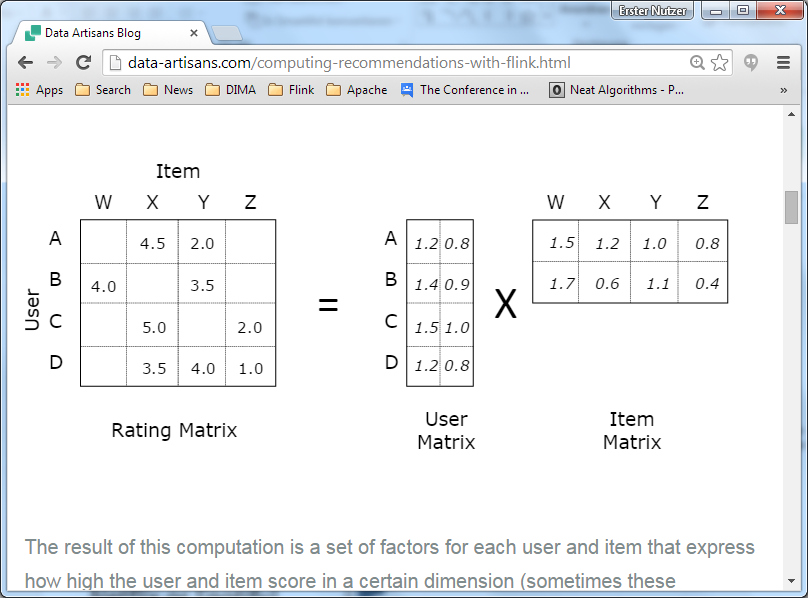 Erster Nutzer
Data Artisans Blog
data-artisans.com/computing-recommendations-with-flink.html
Apps Search News DIMA Flink Apache The Conference in ... Neat Algorithms - P... »
Item
W X Y Z W X Y Z
A 4.5 2.0 A 1.2 0.8 1.5 1.2 1.0 0.8
B 4.0 3.5 B 1.4 0.9 1.7 0.6 1.1 0.4
User
= X
C 5.0 2.0 C 1.5 1.0
D 3.5 4.0 1.0 D 1.2 0.8
Rating Matrix
User Item
Matrix Matrix
The result of this computation is a set of factors for each user and item that express
how high the user and item score in a certain dimension (sometimes these